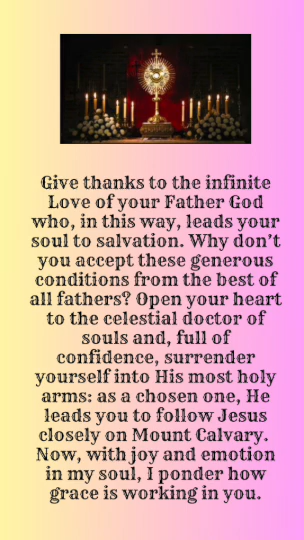 Give thanks to the infinite
Love of your Father God
who, in this way, leads your
soul to salvation. Why don't
you accept these generous
conditions from the best of
all fathers? Open your heart
to the celestial doctor of
souls and, full of
confidence, surrender
yourself into His most holy
arms: as a chosen one, He
leads you to follow Jesus
closely on Mount Calvary.
Now, with joy and emotion
in my soul, I ponder how
grace is working in you.